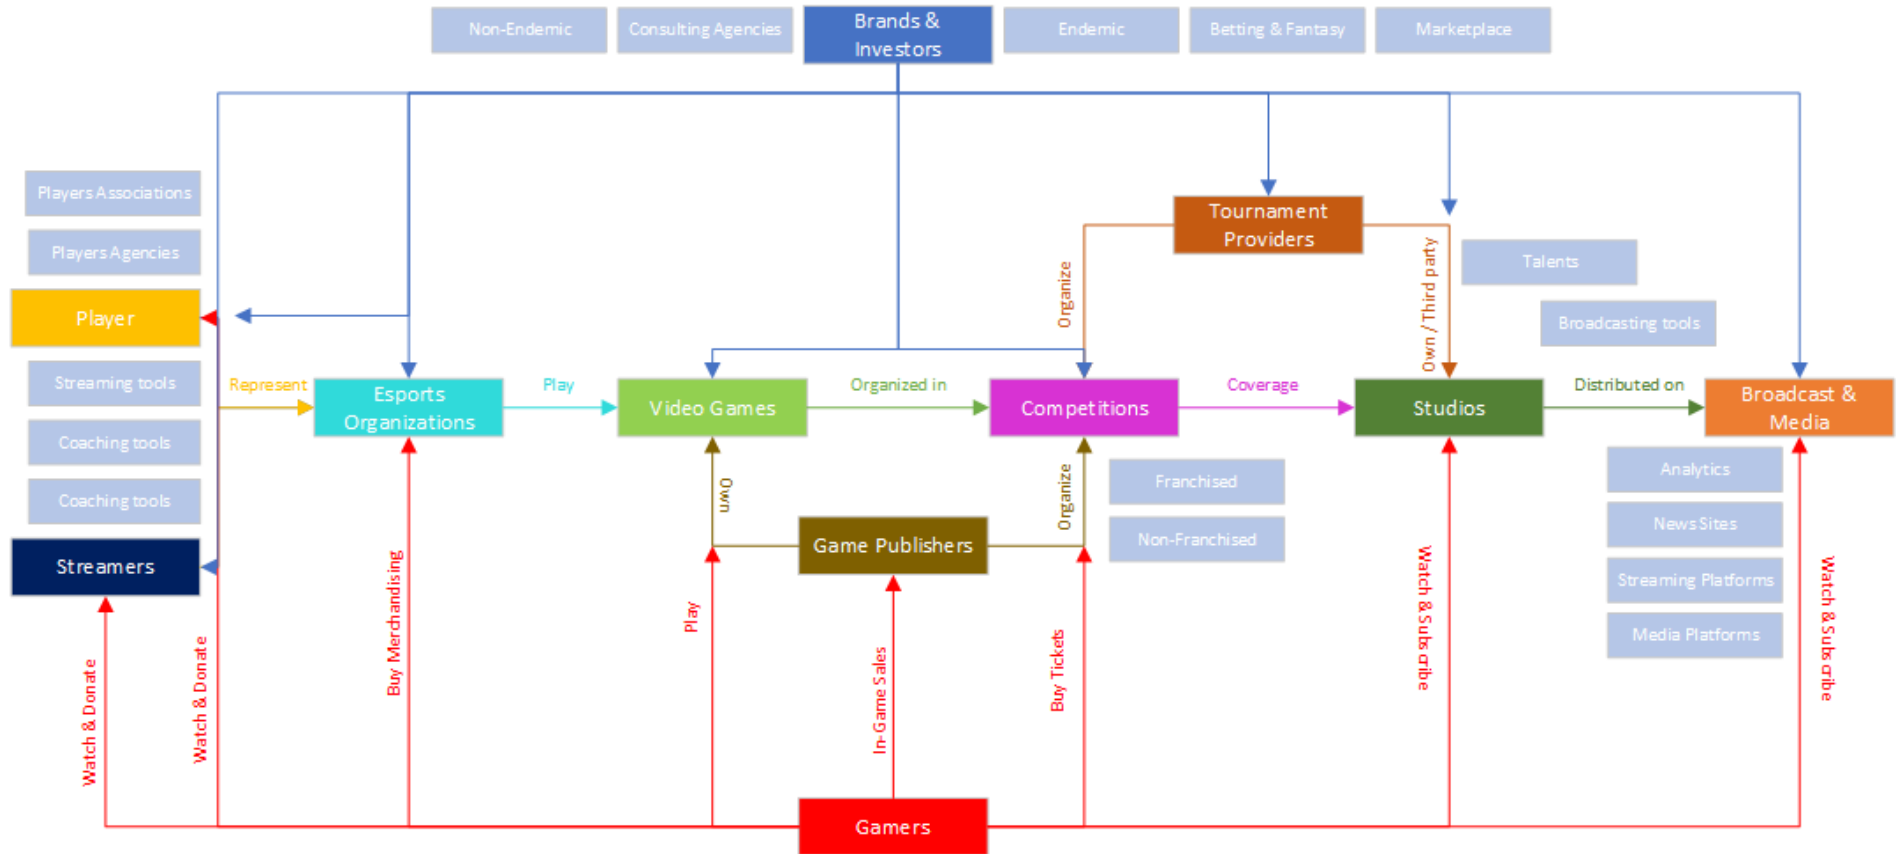 Non-Endemic
Consulting Agencies
Brands &
Investors
Endemic
Betting & Fantasy
Marketplace
Players Associations
Players Agencies
Player
Streaming tools
Coaching tools
Coaching tools
Streamers
Tournament
Providers
Talents
Broadcasting tools
Organize
Own / Third party
Represent
Esports
Organizations
Play
Video Games
Organized in
Competitions
Coverage
Studios
Distributed on
Broadcast &
Media
Own
Organize
Game Publishers
Franchised
Non-Franchised
Analytics
News Sites
Streaming Platforms
Media Platforms
Watch & Donate
Watch & Donate
Buy Merchandising
Play
In-Game Sales
Buy Tickets
Watch & Subscribe
Watch & Subscribe
Gamers